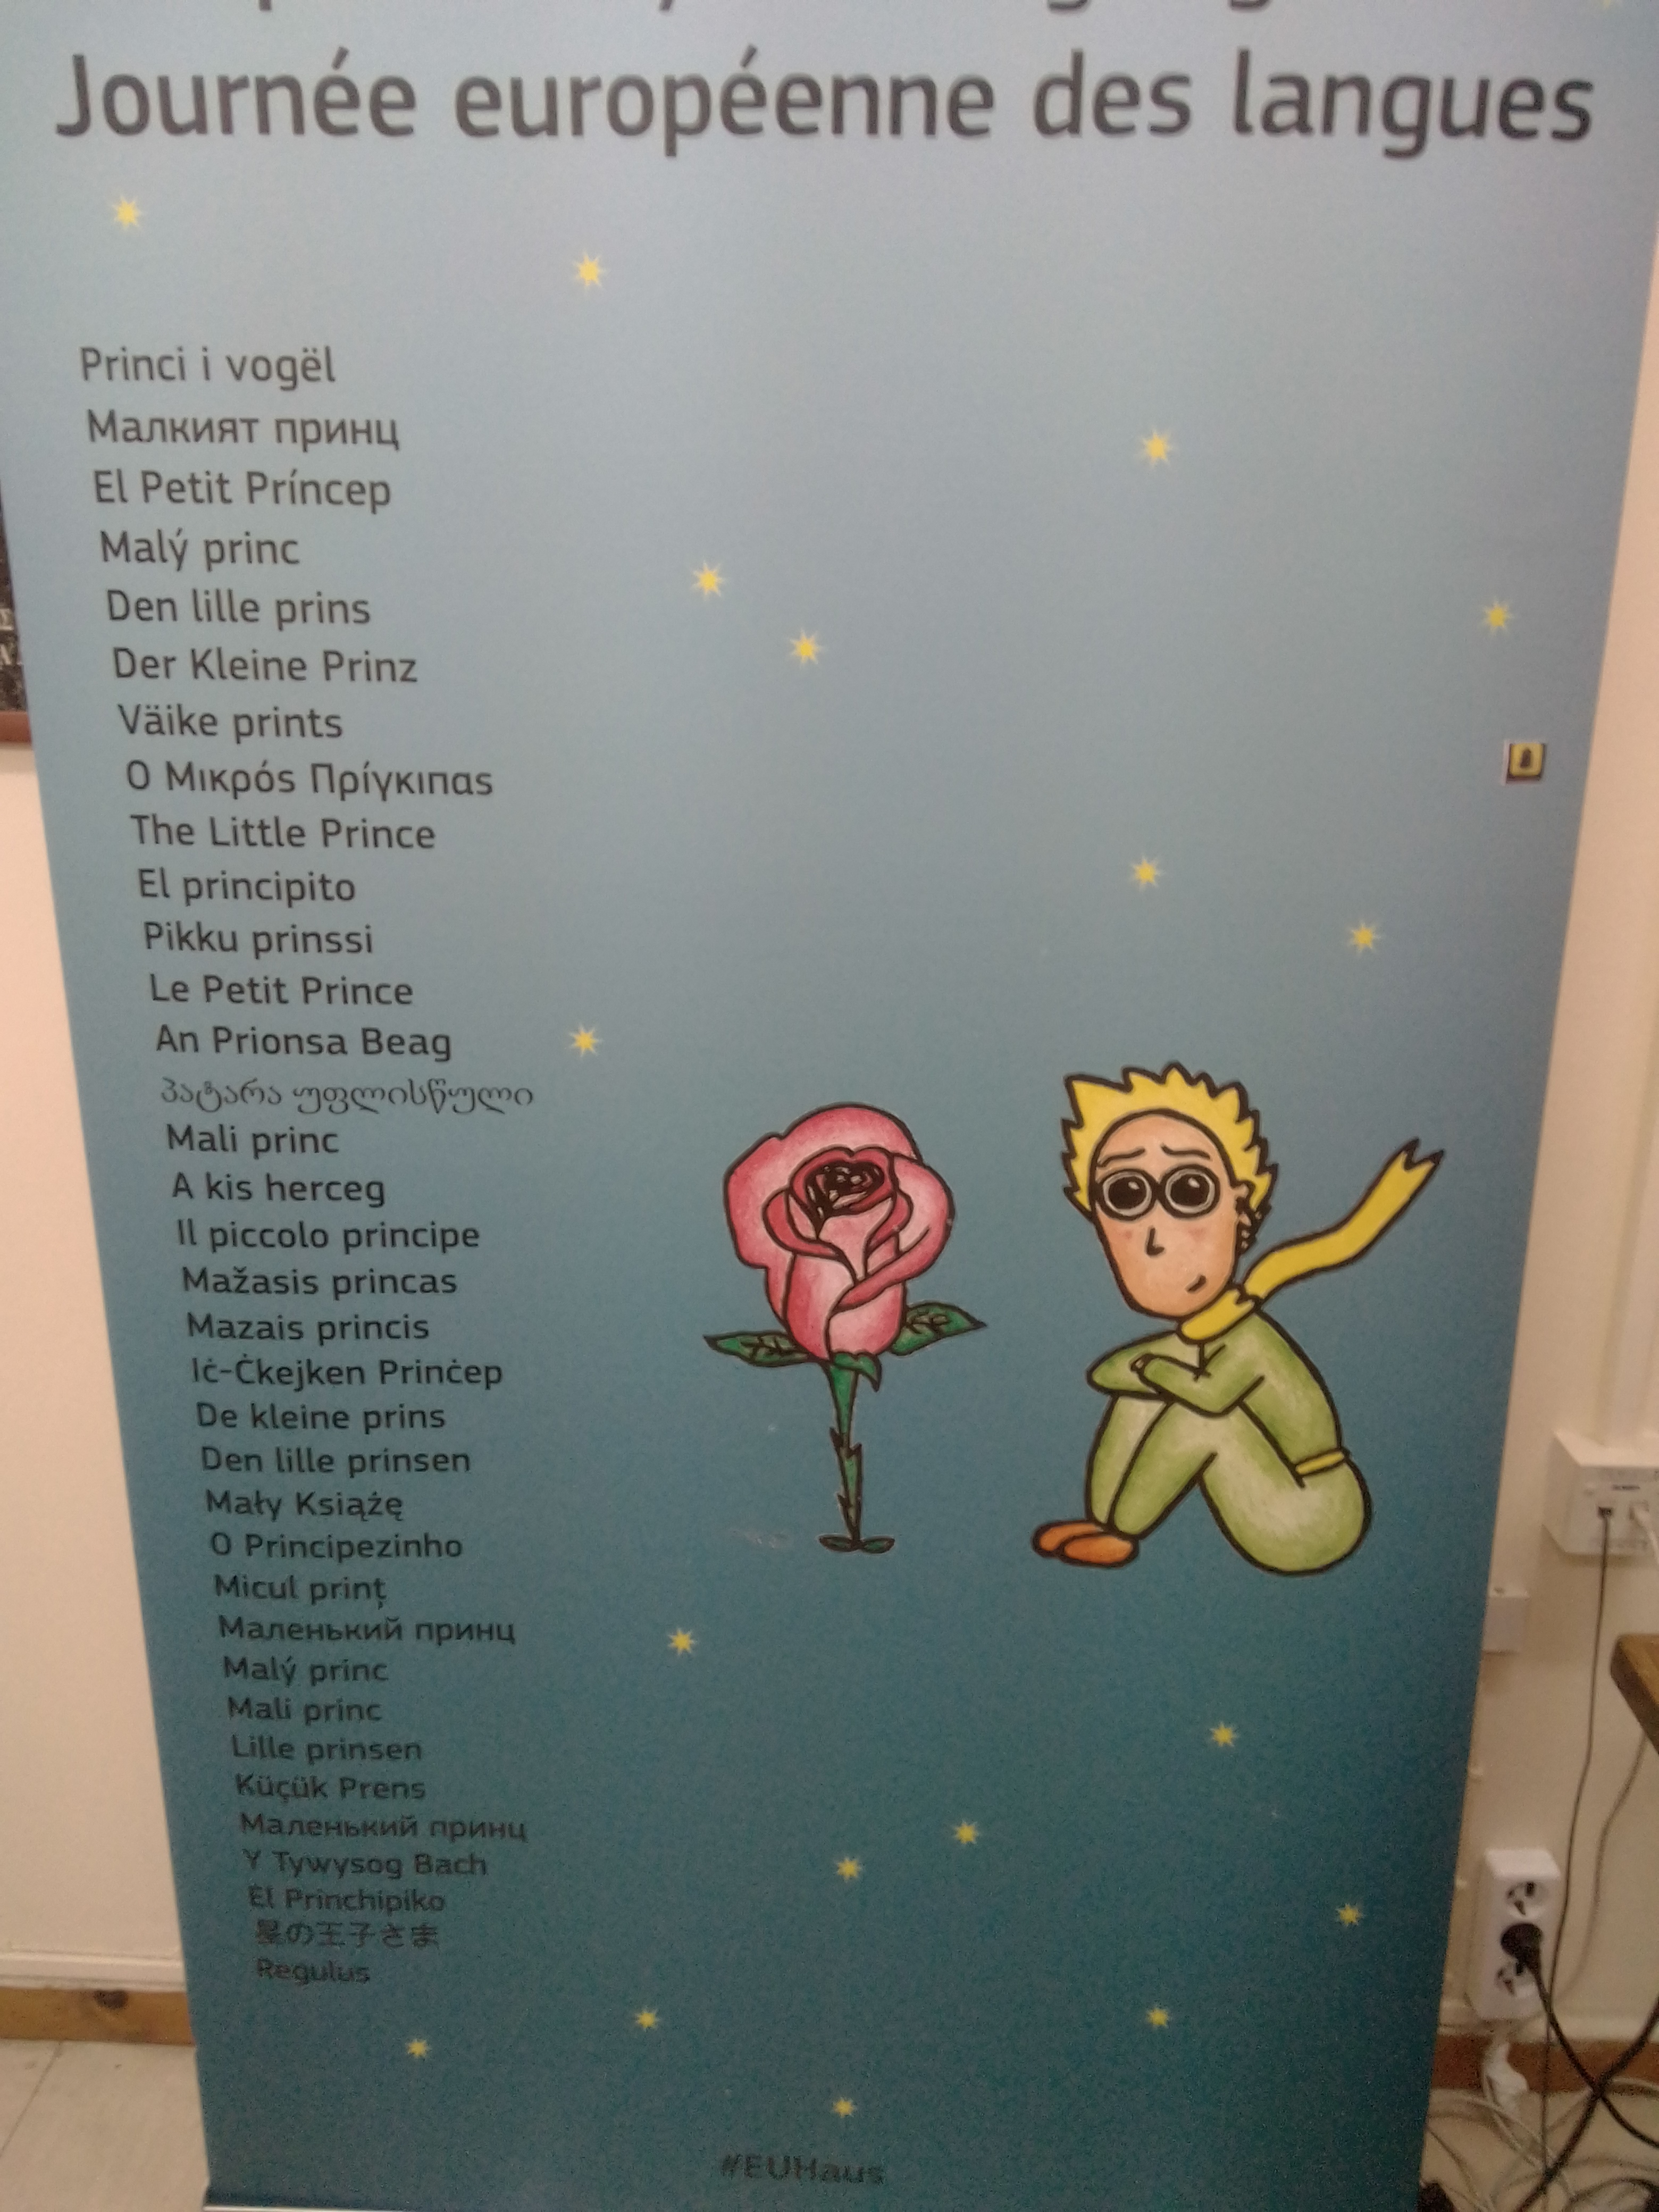 Journée européenne des langues
Princi i vogël
Малкият принц
El Petit Príncep
Malý princ
Den lille prins
Der Kleine Prinz
Väike prints
Ο Μικρός Πρίγκιπας
The Little Prince
El principito
Pikku prinssi
Le Petit Prince
An Prionsa Beag
პატარა უფლისწული
Mali princ
A kis herceg
Il piccolo principe
Mažasis princas
Mazais princis
Iċ-Ċkejken Prinċep
De kleine prins
Den lille prinsen
Mały Książę
O Principezinho
Micul prinț
Маленький принц
Malý princ
Mali princ
Lille prinsen
Küçük Prens
Маленький принц
Y Tywysog Bach
El Princhipiko
星の王子さま
Regulus
#EUHaus